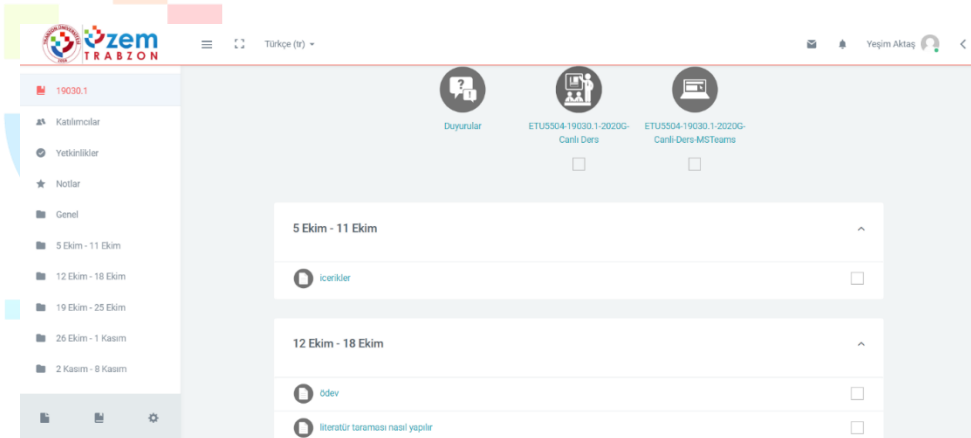 üzem
TRABZON
Türkçe (tr)
Yeşim Aktaş
19030.1
Katılımcılar
Yetkinlikler
Notlar
Genel
5 Ekim - 11 Ekim
12 Ekim - 18 Ekim
19 Ekim - 25 Ekim
26 Ekim - 1 Kasım
2 Kasım - 8 Kasım
Duyurular
ETU5504-19030.1-2020G-
Canlı Ders
ETU5504-19030.1-2020G-
Canli-Ders-MSTeams
5 Ekim - 11 Ekim
icerikler
12 Ekim - 18 Ekim
ödev
literatür taraması nasıl yapılır